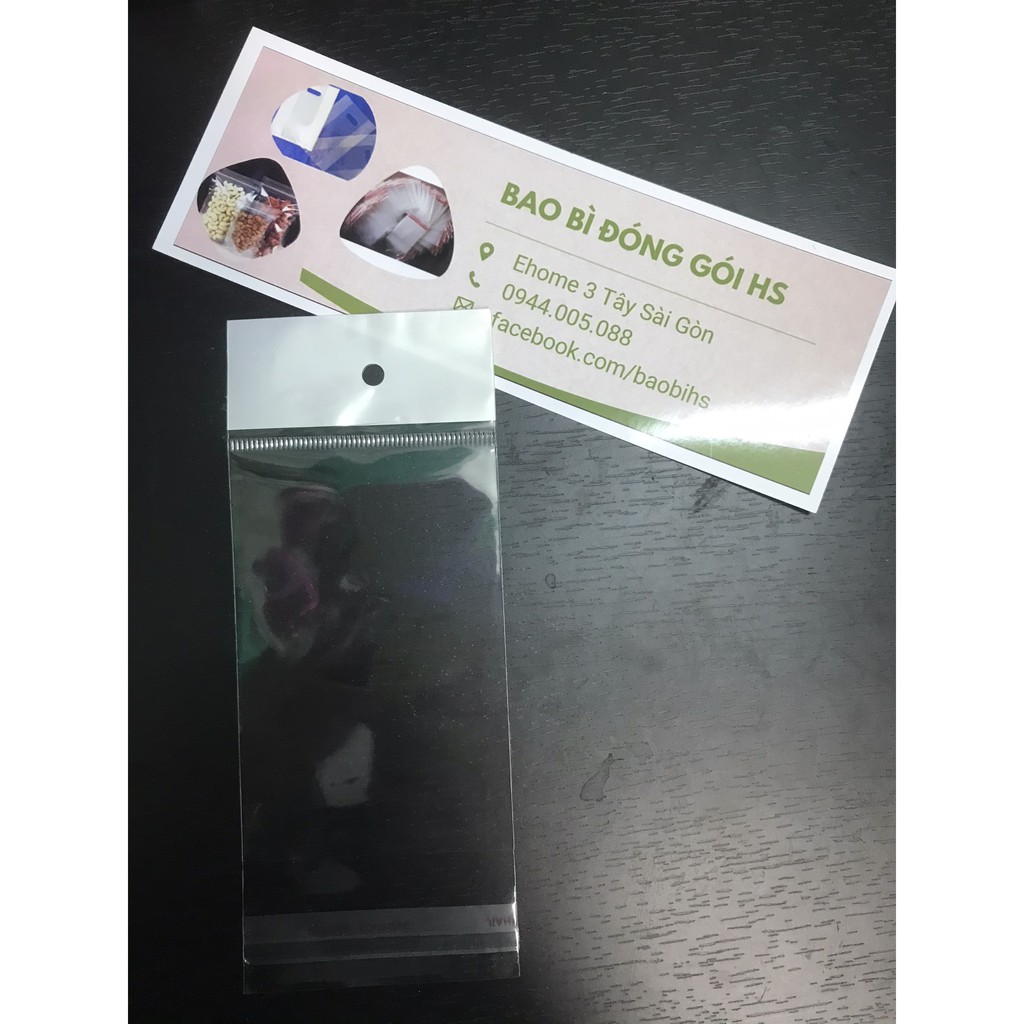 BAO BÌ ĐÓNG GÓI HS
Ehome 3 Tây Sài Gòn
0944.005.088
facebook.com/baobihs